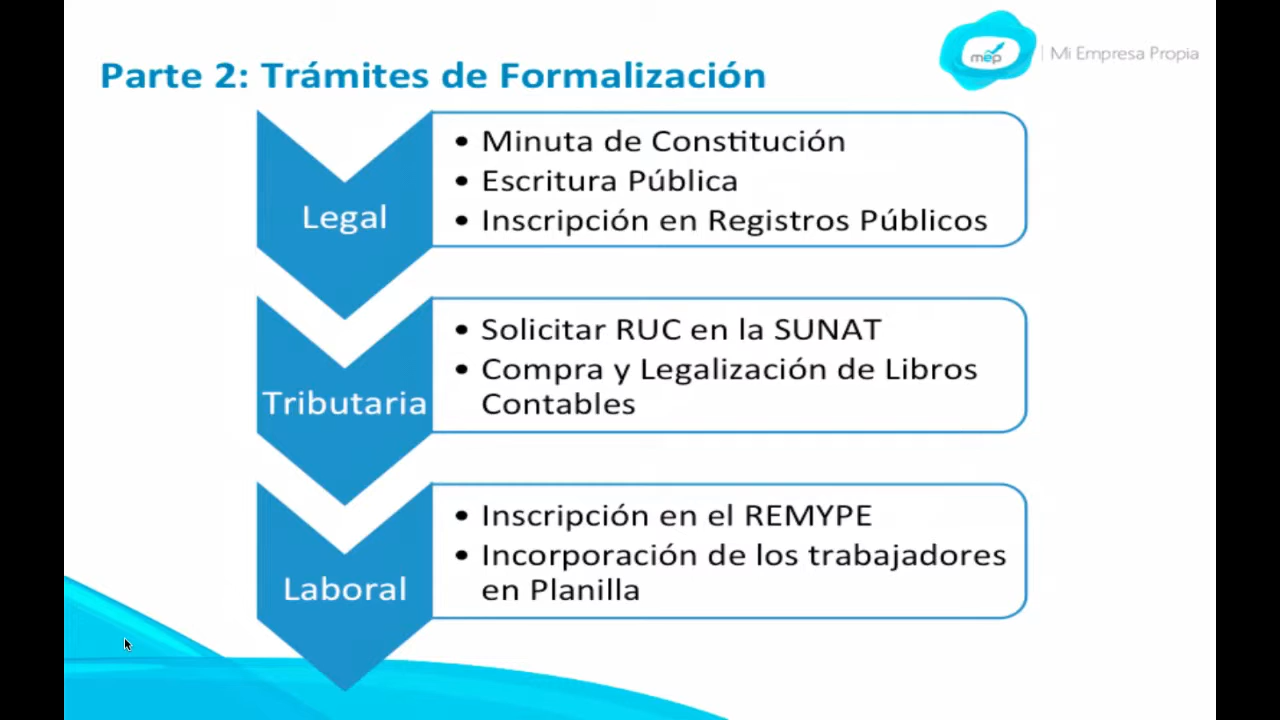 mep | Mi Empresa Propia
Parte 2: Trámites de Formalización
Legal
• Minuta de Constitución
• Escritura Pública
• Inscripción en Registros Públicos
Tributaria
• Solicitar RUC en la SUNAT
• Compra y Legalización de Libros
Contables
Laboral
• Inscripción en el REMYPE
• Incorporación de los trabajadores
en Planilla